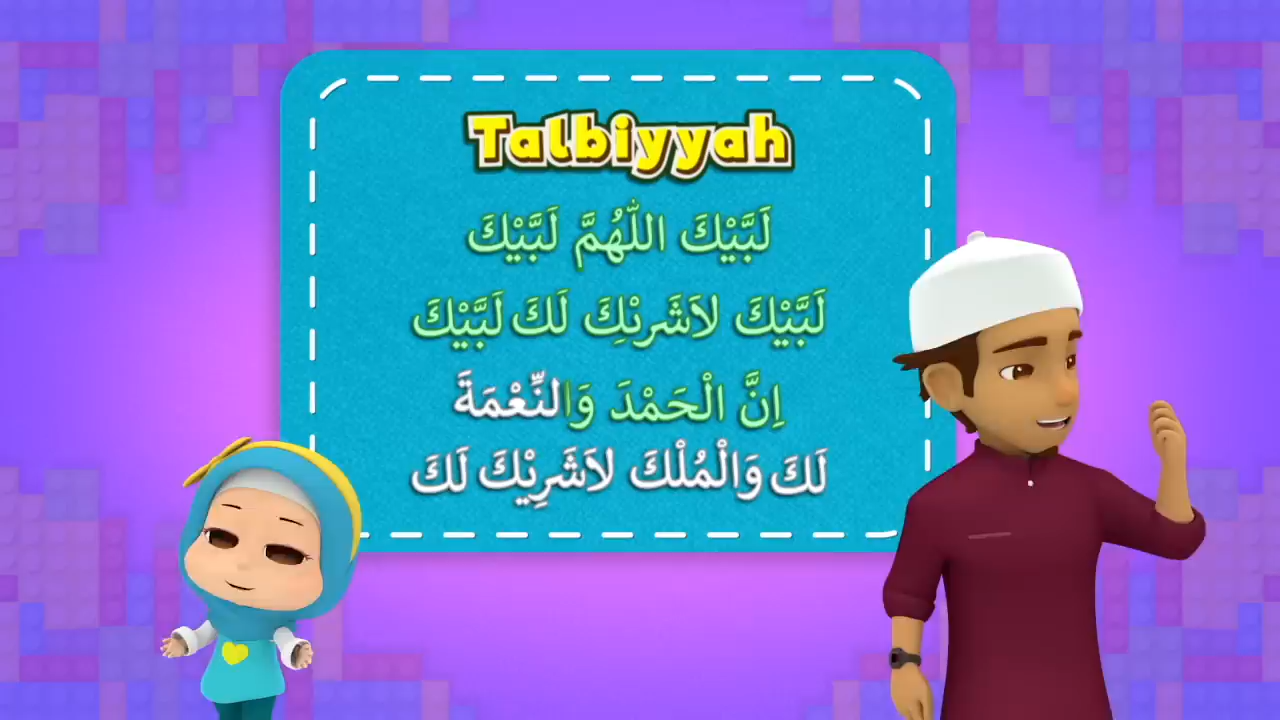 Talbiyyah
لَبَّيْكَ اللّٰهُمَّ لَبَّيْكَ
لَبَّيْكَ لاَشَرِيْكَ لَكَ لَبَّيْكَ
اِنَّ الْحَمْدَ وَالنِّعْمَةَ
لَكَ وَالْمُلْكَ لاَشَرِيْكَ لَكَ